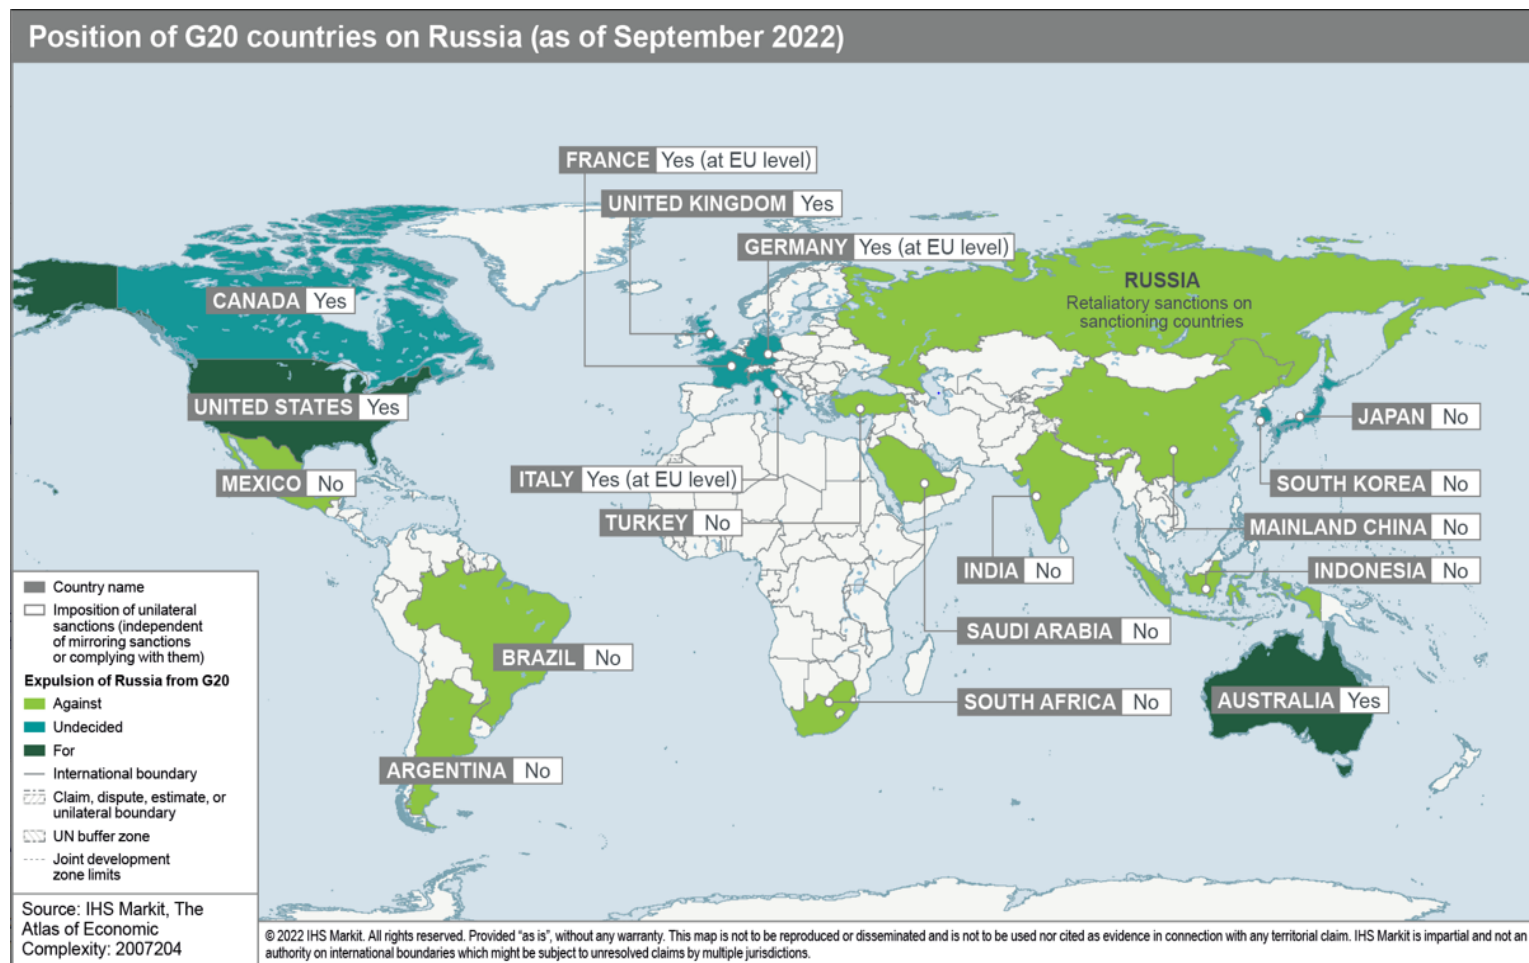 Position of G20 countries on Russia (as of September 2022)
FRANCE Yes (at EU level)
UNITED KINGDOM Yes
GERMANY Yes (at EU level)
RUSSIA
Retaliatory sanctions on
sanctioning countries
CANADA Yes
UNITED STATES Yes
JAPAN No
MEXICO No
ITALY Yes (at EU level)
SOUTH KOREA No
TURKEY No
MAINLAND CHINA No
INDIA No
INDONESIA No
SAUDI ARABIA No
BRAZIL No
SOUTH AFRICA No
AUSTRALIA Yes
ARGENTINA No
Country name
Imposition of unilateral
sanctions (independent
of mirroring sanctions
or complying with them)
Expulsion of Russia from G20
Against
Undecided
For
International boundary
Claim, dispute, estimate, or
unilateral boundary
UN buffer zone
Joint development
zone limits
Source: IHS Markit, The
Atlas of Economic
Complexity: 2007204
© 2022 IHS Markit. All rights reserved. Provided “as is”, without any warranty. This map is not to be reproduced or disseminated and is not to be used nor cited as evidence in connection with any territorial claim. IHS Markit is impartial and not an
authority on international boundaries which might be subject to unresolved claims by multiple jurisdictions.